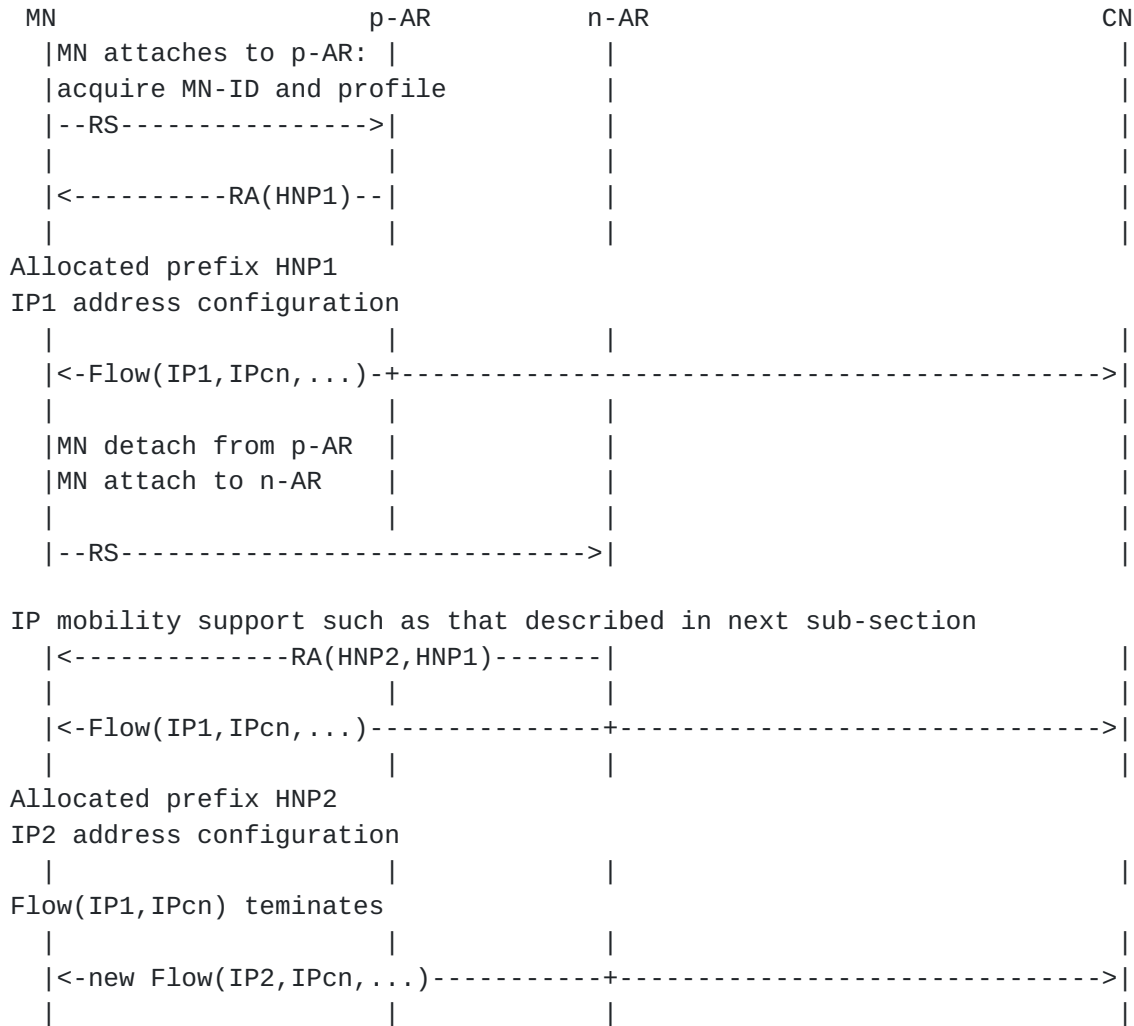 MN p-AR n-AR CN
|MN attaches to p-AR: | | |
|acquire MN-ID and profile | |
|--RS---------------->| | |
| | | |
|<----------RA(HNP1)--| | |
| | | |
Allocated prefix HNP1
IP1 address configuration
| | | |
|<-Flow(IP1,IPcn,...)-+--------------------------------------------->|
| | | |
|MN detach from p-AR | | |
|MN attach to n-AR | | |
| | | |
|--RS------------------------------>| |
IP mobility support such as that described in next sub-section
|<--------------RA(HNP2,HNP1)-------| |
| | | |
|<-Flow(IP1,IPcn,...)---------------+------------------------------->|
| | | |
Allocated prefix HNP2
IP2 address configuration
| | | |
Flow(IP1,IPcn) teminates
| | | |
|<-new Flow(IP2,IPcn,...)-----------+------------------------------->|
| | | |